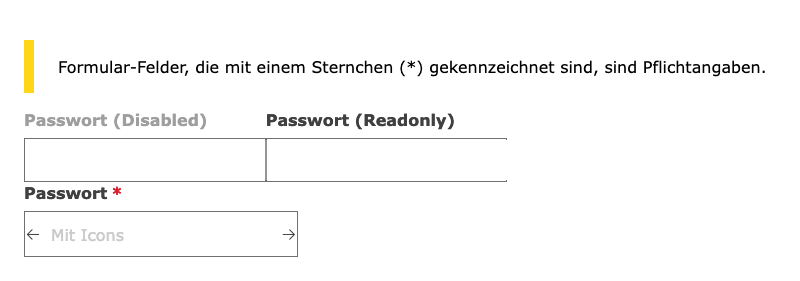 Formular-Felder, die mit einem Sternchen (*) gekennzeichnet sind, sind Pflichtangaben.
Passwort (Disabled) Passwort (Readonly)
Passwort *
← Mit Icons →